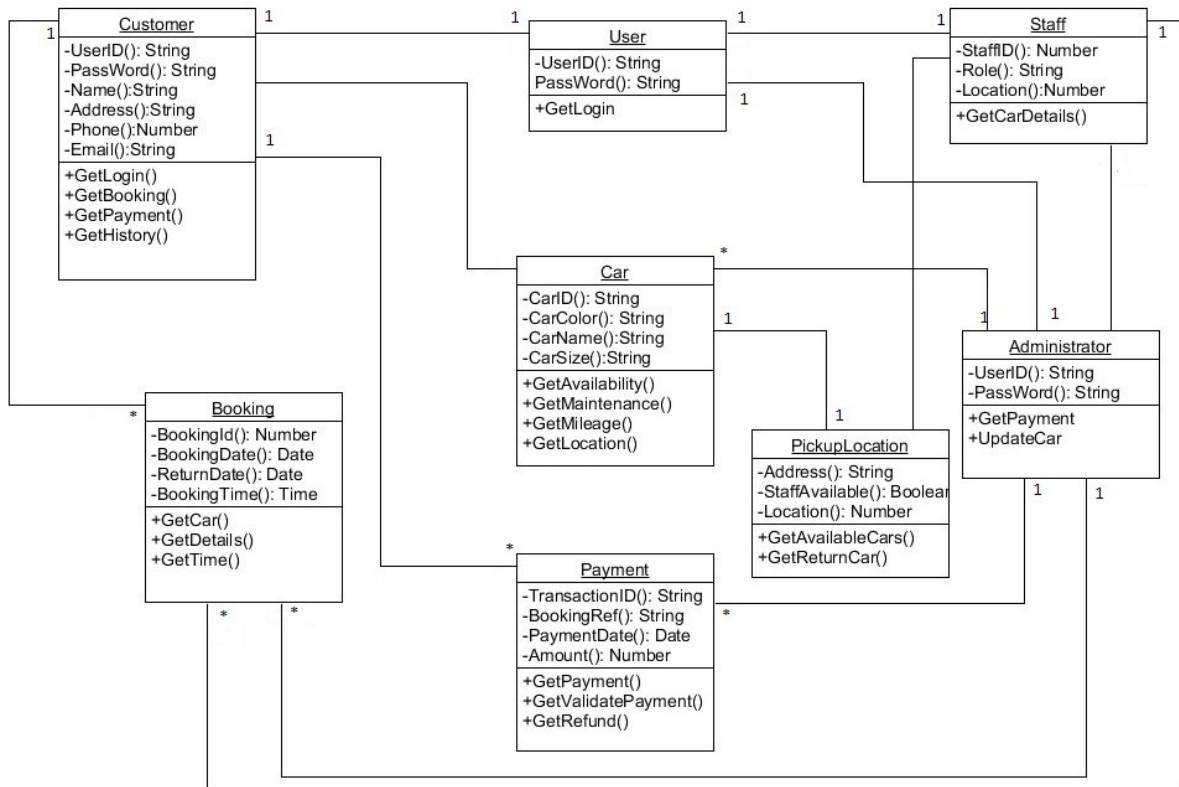 Customer
-UserID(): String
-PassWord(): String
-Name():String
-Address():String
-Phone():Number
-Email():String
+GetLogin()
+GetBooking()
+GetPayment()
+GetHistory()
1
1
1
1
User
-UserID(): String
PassWord(): String
+GetLogin
1
1
1
Staff
-StaffID(): Number
-Role(): String
-Location():Number
+GetCarDetails()
1
Car
-CarID(): String
-CarColor(): String
-CarName():String
-CarSize():String
+GetAvailability()
+GetMaintenance()
+GetMileage()
+GetLocation()
*
1
1
1
1
Administrator
-UserID(): String
-PassWord(): String
+GetPayment
+UpdateCar
1
1
Booking
-BookingId(): Number
-BookingDate(): Date
-ReturnDate(): Date
-BookingTime(): Time
+GetCar()
+GetDetails()
+GetTime()
*
*
*
PickupLocation
-Address(): String
-StaffAvailable(): Boolear
-Location(): Number
+GetAvailableCars()
+GetReturnCar()
Payment
-TransactionID(): String
-BookingRef(): String
-PaymentDate(): Date
-Amount(): Number
+GetPayment()
+GetValidatePayment()
+GetRefund()
*
*